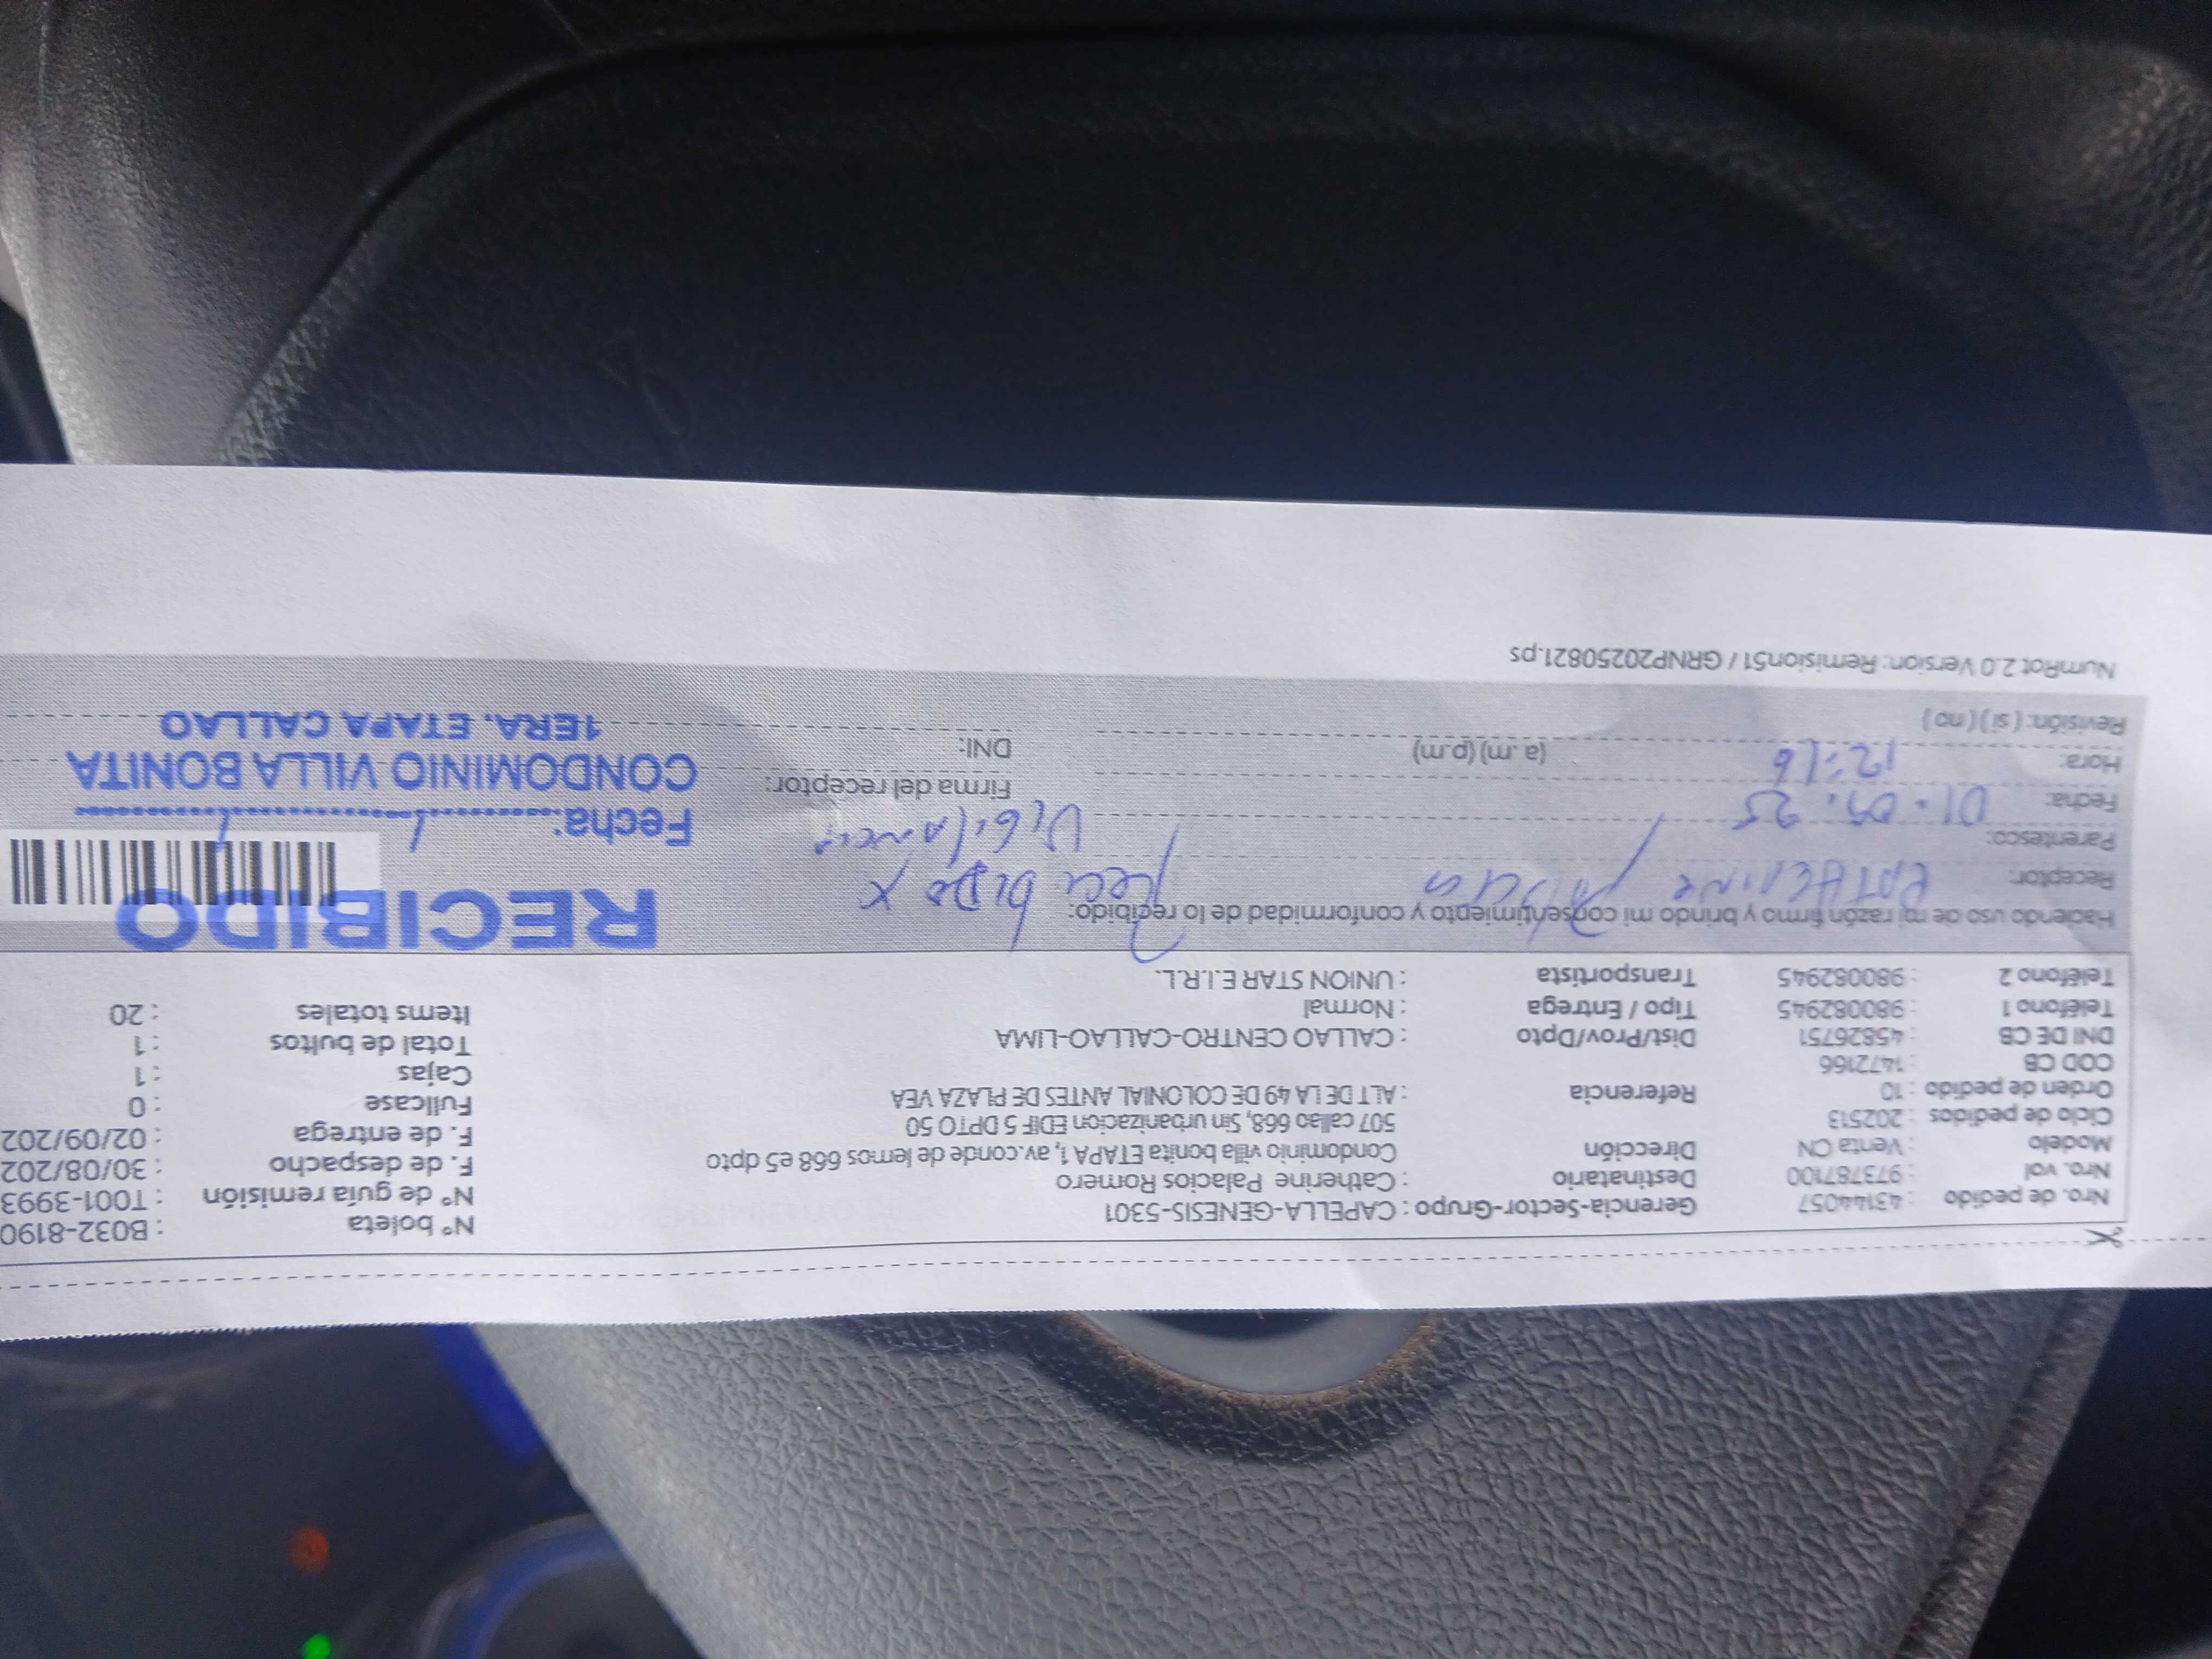 Nro. de pedido : 43144057 Gerencia-Sector-Grupo : CAPELLA-GENESIS-5301 N° boleta : B032-8190
Nro. vol : 973787100 Destinatario : Catherine Palacios Romero N° de guía remisión : T001-3993
Modelo : Venta CN Dirección Condominio villa bonita ETAPA 1, av.conde de lemos 668 e5 dpto F. de despacho : 30/08/202
Ciclo de pedidos : 202513 507 callao 668, Sin urbanizacion EDIF 5 DPTO 50 F. de entrega : 02/09/202
Orden de pedido : 10 Referencia : ALT DE LA 49 DE COLONIAL ANTES DE PLAZA VEA Fullcase : 0
COD CB : 1472166 Cajas : 1
DNI DE CB : 45826751 Dist/Prov/Dpto : CALLAO CENTRO-CALLAO-LIMA Total de bultos : 1
Teléfono 1 : 980082945 Tipo / Entrega : Normal Items totales : 20
Teléfono 2 : 980082945 Transportista : UNION STAR E.I.R.L.
Haciendo uso de mi razón firmo y brindo mi consentimiento y conformidad de lo recibido:
RECIBIDO
Receptor: CATHERINE Recibido x
Parentesco: Vigilancia
Fecha: 01.09.25 Firma del receptor: Fecha:
Hora: 12:16 (a.m) (p.m) DNI: CONDOMINIO VILLA BONITA
Revisión: ( si ) ( no ) 1ERA. ETAPA CALLAO
NumRot 2.0 Version: Remision51 / GRNP20250821.ps